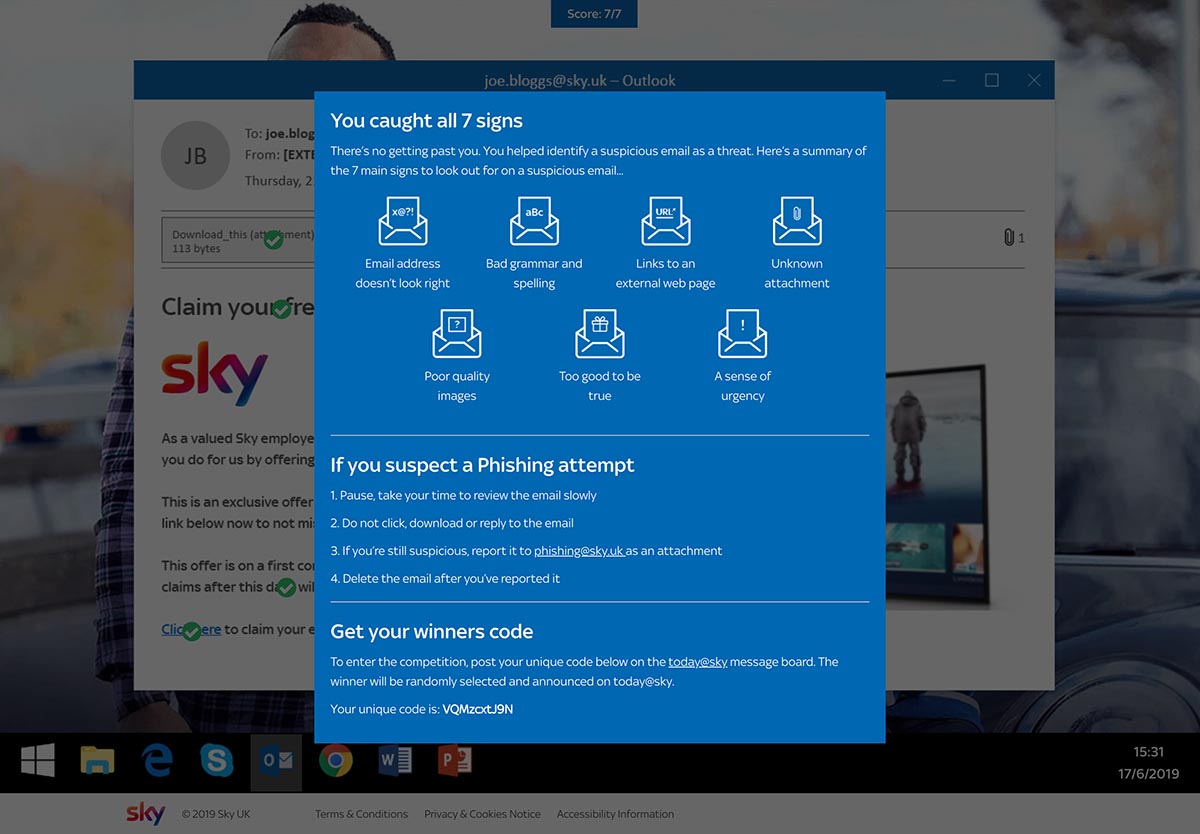 Score: 7/7
joe.bloggs@sky.uk – Outlook
JB
To: joe.blogg
From: [EXTE
Thursday, 2
Download_this (attachment)
113 bytes
1
Claim your fre
sky
As a valued Sky employe
you do for us by offering
This is an exclusive offer
link below now to not mis
This offer is on a first co
claims after this da wil
Click here to claim your e
You caught all 7 signs
There's no getting past you. You helped identify a suspicious email as a threat. Here's a summary of
the 7 main signs to look out for on a suspicious email...
x@?!
aBc
URL
Email address
doesn't look right
Bad grammar and
spelling
Links to an
external web page
Unknown
attachment
?
!
Poor quality
images
Too good to be
true
A sense of
urgency
If you suspect a Phishing attempt
1. Pause, take your time to review the email slowly
2. Do not click, download or reply to the email
3. If you're still suspicious, report it to phishing@sky.uk as an attachment
4. Delete the email after you've reported it
Get your winners code
To enter the competition, post your unique code below on the today@sky message board. The
winner will be randomly selected and announced on today@sky.
Your unique code is: VQMzcxtJ9N
15:31
17/6/2019
sky
© 2019 Sky UK
Terms & Conditions
Privacy & Cookies Notice
Accessibility Information